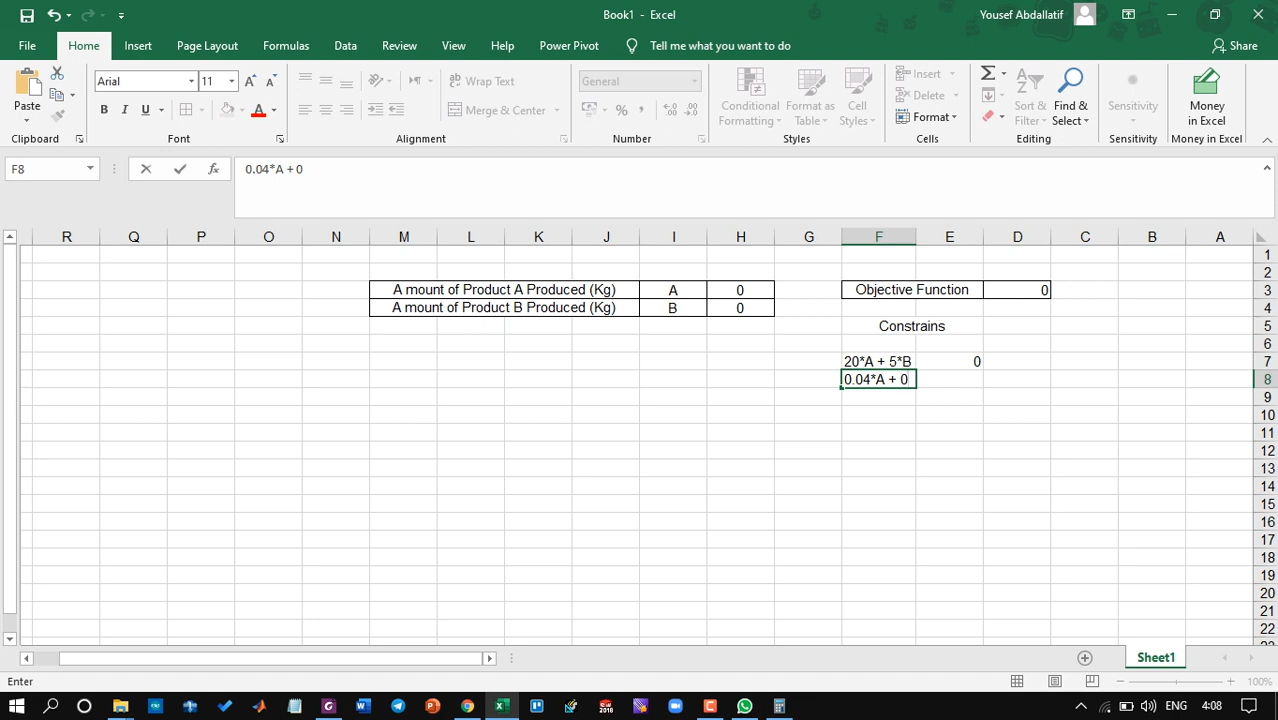 Book1 - Excel
Yousef Abdallatif
File Home Insert Page Layout Formulas Data Review View Help Power Pivot Tell me what you want to do Share
Paste
Arial 11
Wrap Text
General
Insert
A A
B I U A
Merge & Center
% ,
Conditional Formatting
Format Table
Cell Styles
Delete
Format
Sort & Filter
Find & Select
Sensitivity
Money in Excel
Clipboard Font Alignment Number Styles Cells Editing Sensitivity Money in Excel
F8 fx 0.04*A + 0
R Q P O N M L K J I H G F E D C B A
1
2
A mount of Product A Produced (Kg) A 0 Objective Function 0 3
A mount of Product B Produced (Kg) B 0 4
Constrains 5
6
20*A + 5*B 0 7
0.04*A + 0 8
9
10
11
12
13
14
15
16
17
18
19
20
21
22
Sheet1
Enter 100%
ENG 4:08